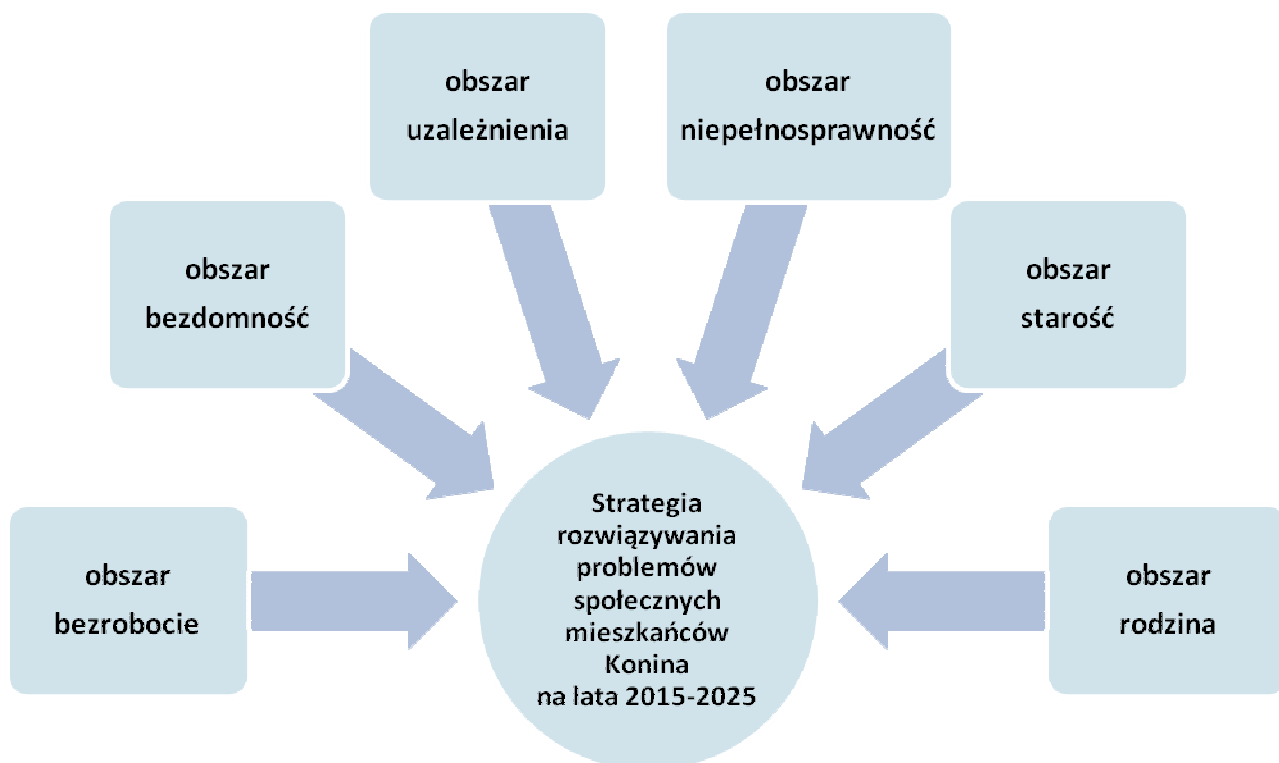 obszar
uzależnienia
obszar
niepełnosprawność
obszar
bezdomność
obszar
starość
obszar
bezrobocie
Strategia
rozwiązywania
problemów
społecznych
mieszkańców
Konina
na lata 2015-2025
obszar
rodzina